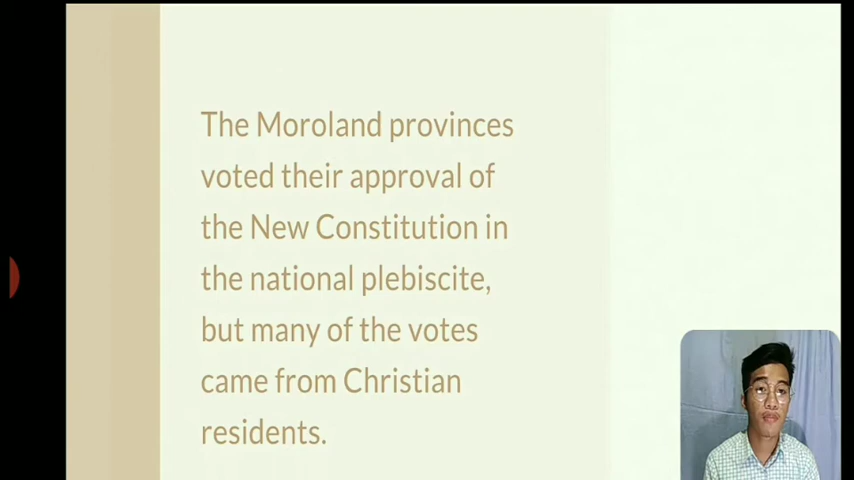 The Moroland provinces
voted their approval of
the New Constitution in
the national plebiscite,
but many of the votes
came from Christian
residents.